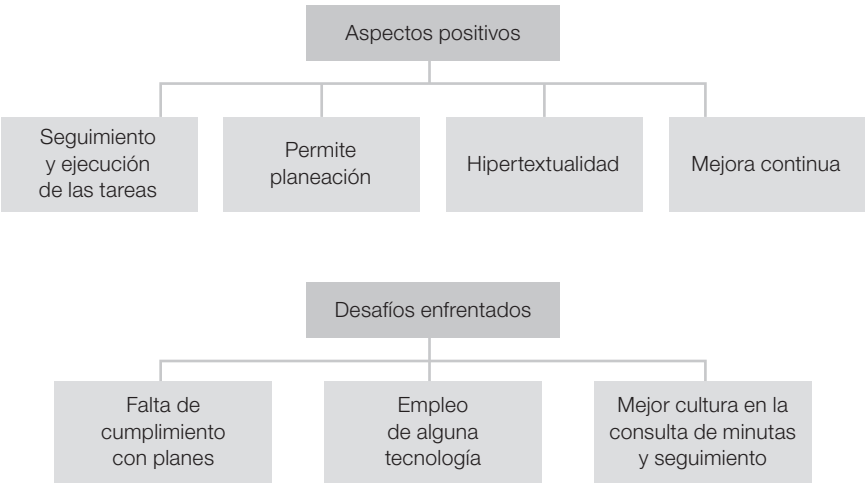 Aspectos positivos
Seguimiento
y ejecución
de las tareas
Permite
planeación
Hipertextualidad
Mejora continua
Desafíos enfrentados
Falta de
cumplimiento
con planes
Empleo
de alguna
tecnología
Mejor cultura en la
consulta de minutas
y seguimiento